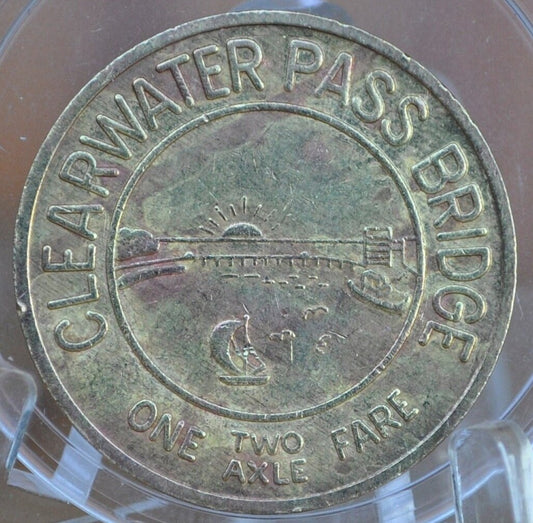 CLEARWATER PASS BRIDGE
ONE TWO AXLE FARE